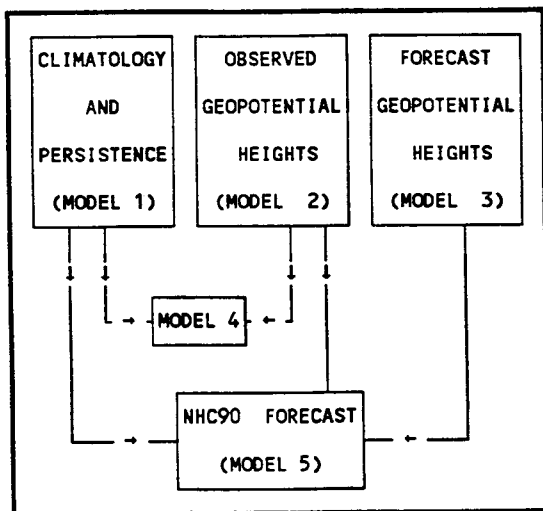 CLIMATOLOGY
AND
PERSISTENCE
(MODEL 1)
OBSERVED
GEOPOTENTIAL
HEIGHTS
(MODEL 2)
FORECAST
GEOPOTENTIAL
HEIGHTS
(MODEL 3)
MODEL 4
NHC90 FORECAST
(MODEL 5)